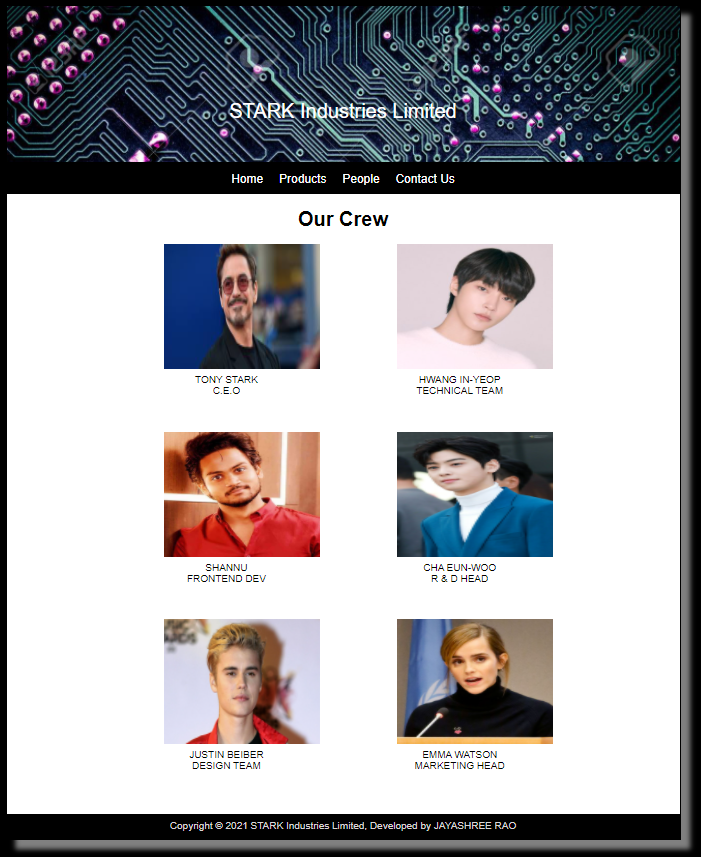 STARK Industries Limited
Home Products People Contact Us
Our Crew
TONY STARK
C.E.O
HWANG IN-YEOP
TECHNICAL TEAM
SHANNU
FRONTEND DEV
CHA EUN-WOO
R & D HEAD
JUSTIN BEIBER
DESIGN TEAM
EMMA WATSON
MARKETING HEAD
Copyright © 2021 STARK Industries Limited, Developed by JAYASHREE RAO